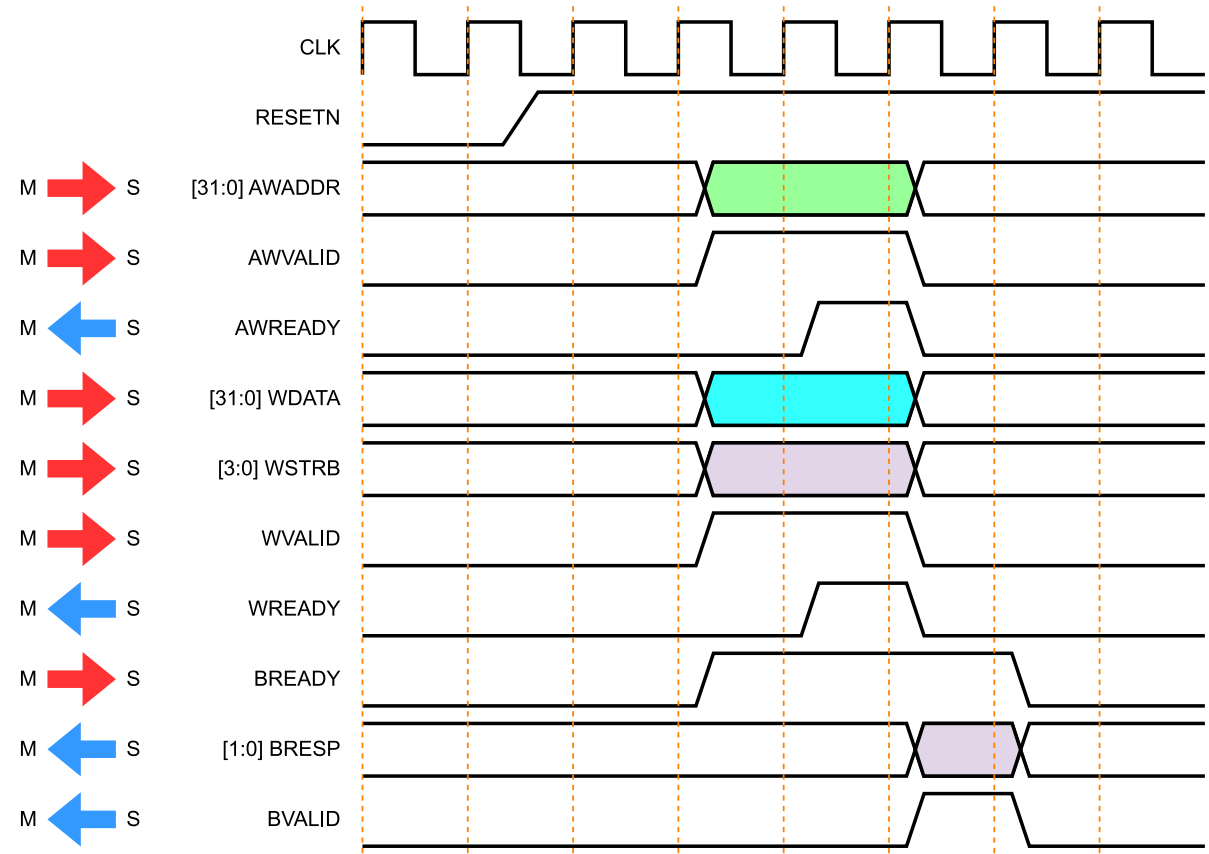 CLK
RESETN
M S [31:0] AWADDR
M S AWVALID
M S AWREADY
M S [31:0] WDATA
M S [3:0] WSTRB
M S WVALID
M S WREADY
M S BREADY
M S [1:0] BRESP
M S BVALID